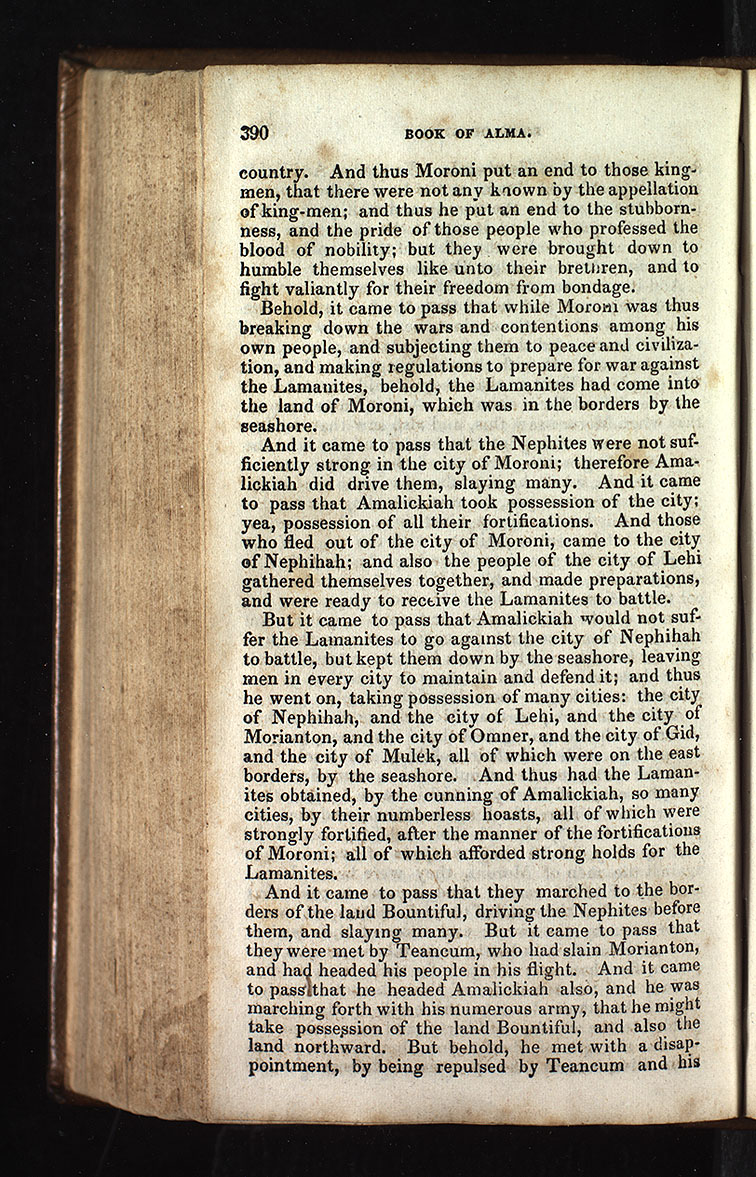 390 BOOK OF ALMA.
country. And thus Moroni put an end to those king-
men, that there were not any known by the appellation
of king-men; and thus he put an end to the stubborn-
ness, and the pride of those people who professed the
blood of nobility; but they were brought down to
humble themselves like unto their brethren, and to
fight valiantly for their freedom from bondage.
Behold, it came to pass that while Moroni was thus
breaking down the wars and contentions among his
own people, and subjecting them to peace and civiliza-
tion, and making regulations to prepare for war against
the Lamanites, behold, the Lamanites had come into
the land of Moroni, which was in the borders by the
seashore.
And it came to pass that the Nephites were not suf-
ficiently strong in the city of Moroni; therefore Ama-
lickiah did drive them, slaying many. And it came
to pass that Amalickiah took possession of the city;
yea, possession of all their fortifications. And those
who fled out of the city of Moroni, came to the city
of Nephihah; and also the people of the city of Lehi
gathered themselves together, and made preparations,
and were ready to receive the Lamanites to battle.
But it came to pass that Amalickiah would not suf-
fer the Lamanites to go against the city of Nephihah
to battle, but kept them down by the seashore, leaving
men in every city to maintain and defend it; and thus
he went on, taking possession of many cities: the city
of Nephihah, and the city of Lehi, and the city of
Morianton, and the city of Omner, and the city of Gid,
and the city of Mulek, all of which were on the east
borders, by the seashore. And thus had the Laman-
ites obtained, by the cunning of Amalickiah, so many
cities, by their numberless hoasts, all of which were
strongly fortified, after the manner of the fortifications
of Moroni; all of which afforded strong holds for the
Lamanites.
And it came to pass that they marched to the bor-
ders of the land Bountiful, driving the Nephites before
them, and slaying many. But it came to pass that
they were met by Teancum, who had slain Morianton,
and had headed his people in his flight. And it came
to pass that he headed Amalickiah also, and he was
marching forth with his numerous army, that he might
take possession of the land Bountiful, and also the
land northward. But behold, he met with a disap-
pointment, by being repulsed by Teancum and his